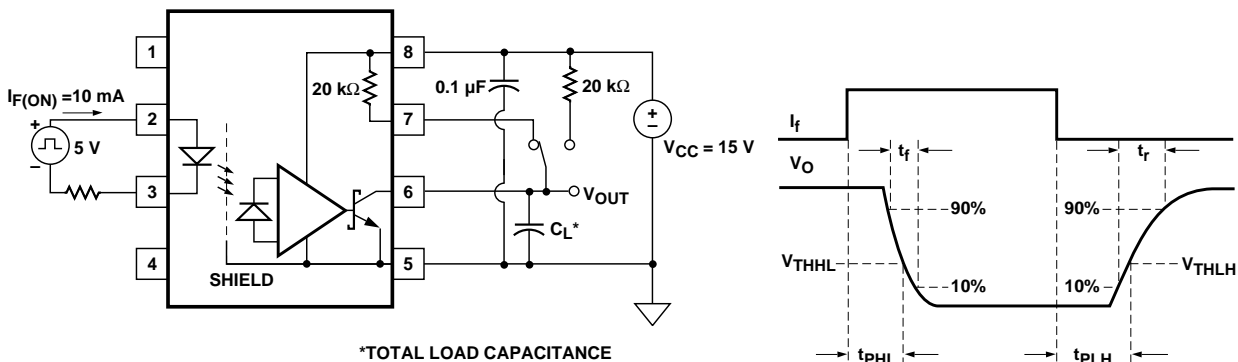 1
8
I_F(ON) =10 mA
20 kΩ
0.1 µF
20 kΩ
2
7
+
5 V
–
+
–
V_CC = 15 V
3
6
V_OUT
C_L*
4
5
SHIELD
*TOTAL LOAD CAPACITANCE
I_f
V_O
t_f
t_r
90%
90%
V_THHL
V_THLH
10%
10%
t_PHL
t_PLH